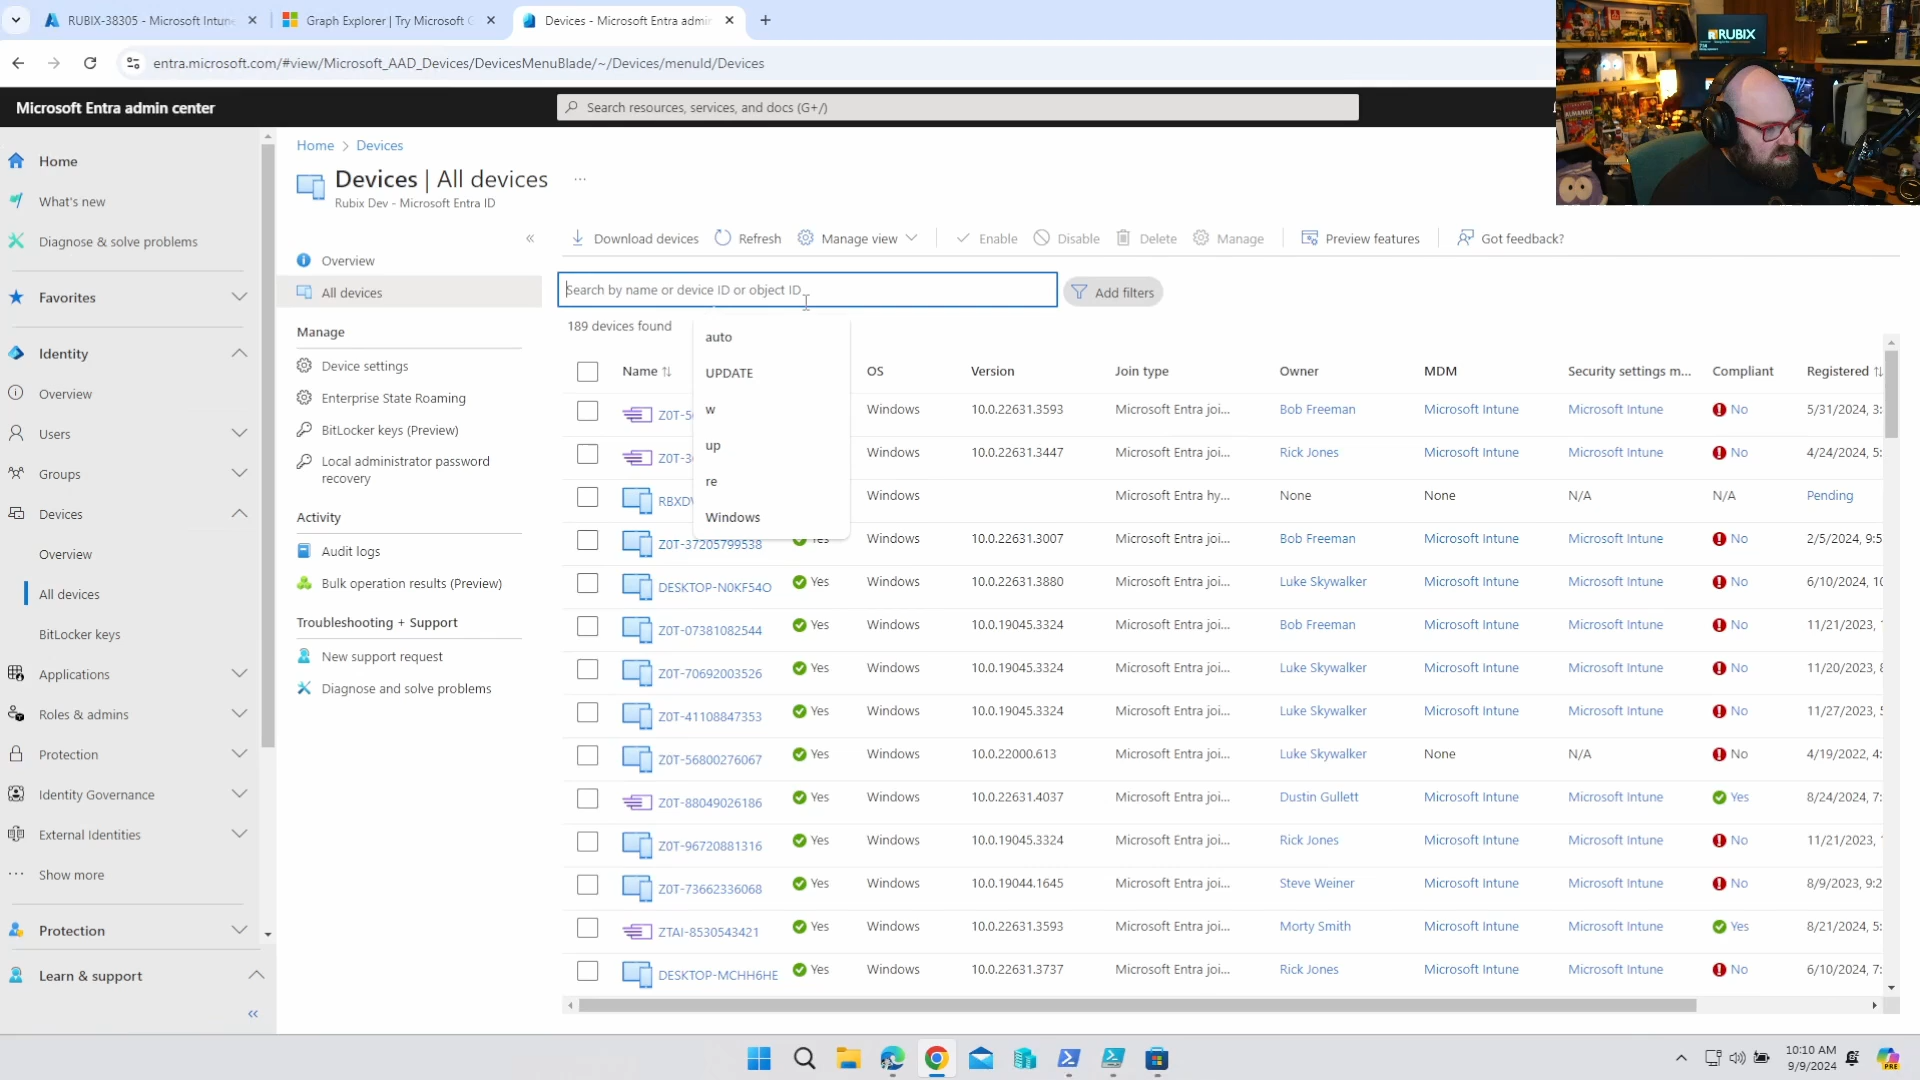 RUBIX-38305 - Microsoft Intune
Graph Explorer | Try Microsoft G
Devices - Microsoft Entra admin
entra.microsoft.com/#view/Microsoft_AAD_Devices/DevicesMenuBlade/~/Devices/menuId/Devices
Microsoft Entra admin center
Search resources, services, and docs (G+/)
RUBIX
Home
What's new
Diagnose & solve problems
Favorites
Identity
Overview
Users
Groups
Devices
Overview
All devices
BitLocker keys
Applications
Roles & admins
Protection
Identity Governance
External Identities
Show more
Protection
Learn & support
Home > Devices
Devices | All devices
Rubix Dev - Microsoft Entra ID
Overview
All devices
Manage
Device settings
Enterprise State Roaming
BitLocker keys (Preview)
Local administrator password
recovery
Activity
Audit logs
Bulk operation results (Preview)
Troubleshooting + Support
New support request
Diagnose and solve problems
Download devices Refresh Manage view Enable Disable Delete Manage Preview features Got feedback?
Search by name or device ID or object ID
Add filters
189 devices found
auto
UPDATE
w
up
re
Windows
Name OS Version Join type Owner MDM Security settings m... Compliant Registered
Z0T-5 Windows 10.0.22631.3593 Microsoft Entra joi... Bob Freeman Microsoft Intune Microsoft Intune No 5/31/2024, 3:
Z0T-3 Windows 10.0.22631.3447 Microsoft Entra joi... Rick Jones Microsoft Intune Microsoft Intune No 4/24/2024, 5:
RBXDV Windows Microsoft Entra hy... None None N/A N/A Pending
Z0T-37205799538 Yes Windows 10.0.22631.3007 Microsoft Entra joi... Bob Freeman Microsoft Intune Microsoft Intune No 2/5/2024, 9:5
DESKTOP-N0KF54O Yes Windows 10.0.22631.3880 Microsoft Entra joi... Luke Skywalker Microsoft Intune Microsoft Intune No 6/10/2024, 10
Z0T-07381082544 Yes Windows 10.0.19045.3324 Microsoft Entra joi... Bob Freeman Microsoft Intune Microsoft Intune No 11/21/2023, 1
Z0T-70692003526 Yes Windows 10.0.19045.3324 Microsoft Entra joi... Luke Skywalker Microsoft Intune Microsoft Intune No 11/20/2023, 8
Z0T-41108847353 Yes Windows 10.0.19045.3324 Microsoft Entra joi... Luke Skywalker Microsoft Intune Microsoft Intune No 11/27/2023, 5
Z0T-56800276067 Yes Windows 10.0.22000.613 Microsoft Entra joi... Luke Skywalker None N/A No 4/19/2022, 4:
Z0T-88049026186 Yes Windows 10.0.22631.4037 Microsoft Entra joi... Dustin Gullett Microsoft Intune Microsoft Intune Yes 8/24/2024, 7:
Z0T-96720881316 Yes Windows 10.0.19045.3324 Microsoft Entra joi... Rick Jones Microsoft Intune Microsoft Intune No 11/21/2023, 1
Z0T-73662336068 Yes Windows 10.0.19044.1645 Microsoft Entra joi... Steve Weiner Microsoft Intune Microsoft Intune No 8/9/2023, 9:2
ZTAI-8530543421 Yes Windows 10.0.22631.3593 Microsoft Entra joi... Morty Smith Microsoft Intune Microsoft Intune Yes 8/21/2024, 5:
DESKTOP-MCHH6HE Yes Windows 10.0.22631.3737 Microsoft Entra joi... Rick Jones Microsoft Intune Microsoft Intune No 6/10/2024, 7:
10:10 AM
9/9/2024
PRE